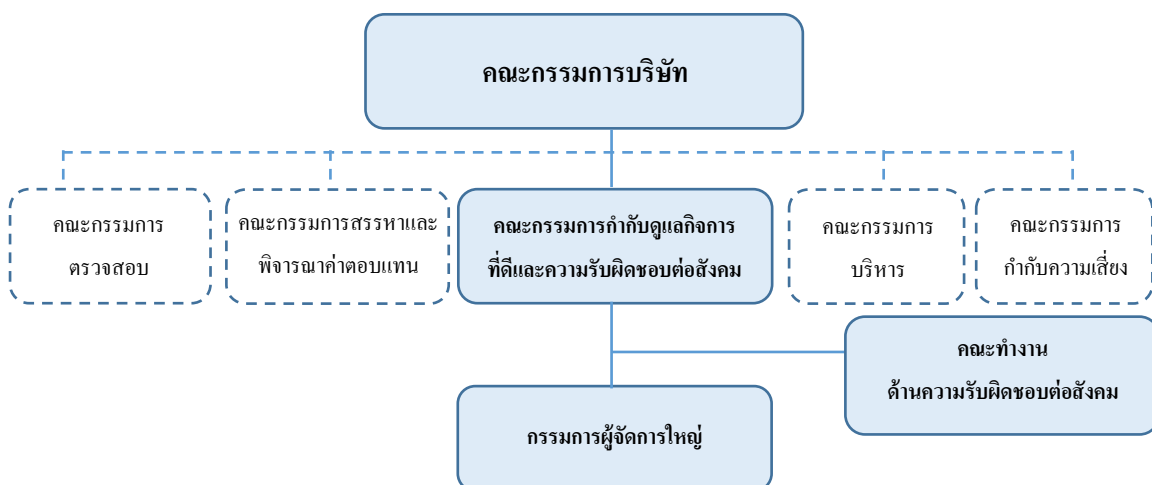 คณะกรรมการบริษัท
คณะกรรมการ
ตรวจสอบ
คณะกรรมการสรรหาและ
พิจารณาค่าตอบแทน
คณะกรรมการกำกับดูแลกิจการ
ที่ดีและความรับผิดชอบต่อสังคม
คณะกรรมการ
บริหาร
คณะกรรมการ
กำกับความเสี่ยง
คณะทำงาน
ด้านความรับผิดชอบต่อสังคม
กรรมการผู้จัดการใหญ่